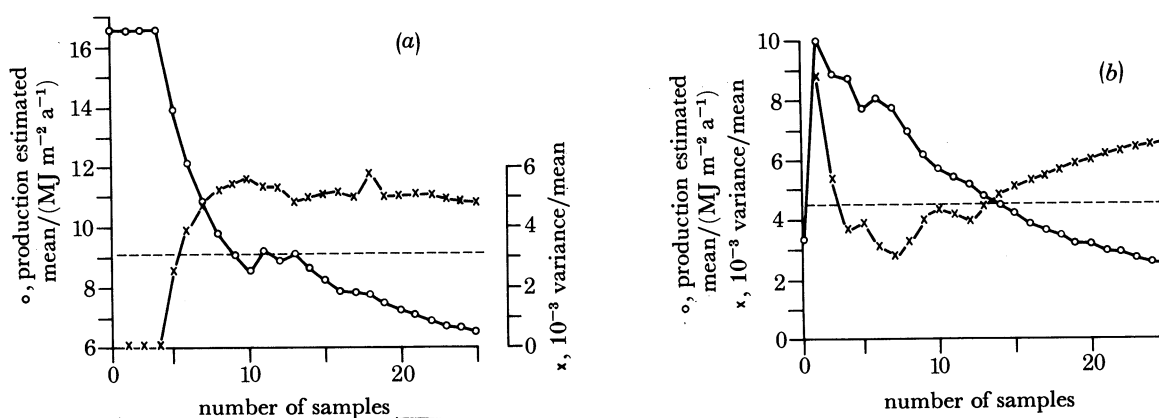 (a)
16
14
12
10
8
6
o, production estimated
mean/(MJ m⁻² a⁻¹)
6
4
2
0
x, 10⁻³ variance/mean
0
10
20
number of samples
(b)
10
8
6
4
2
0
o, production estimated
mean/(MJ m⁻² a⁻¹)
x, 10⁻³ variance/mean
0
10
20
number of samples